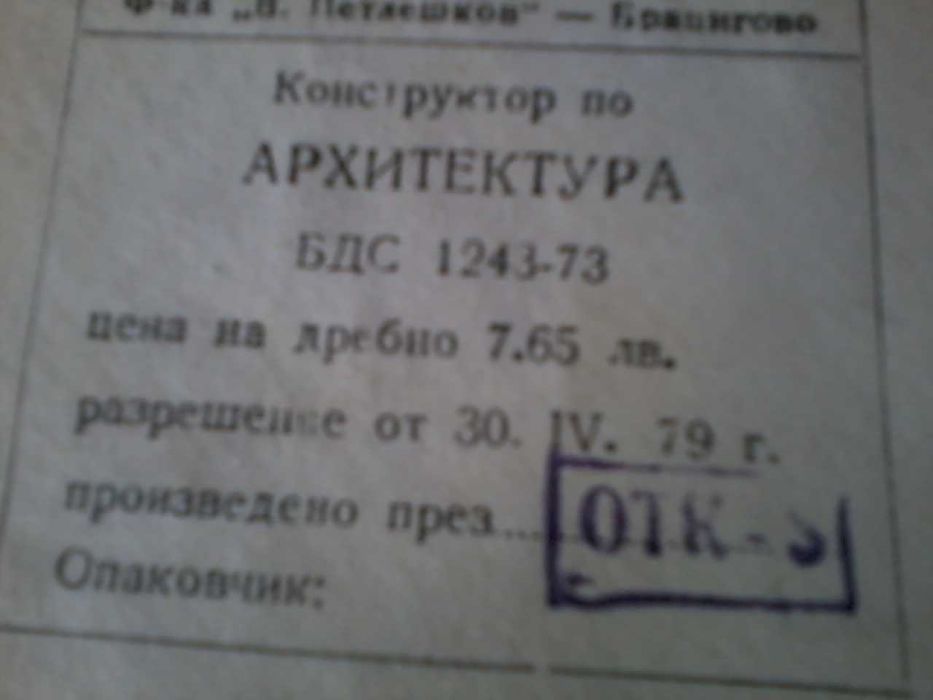 Ф-ка „В. Петлешков“ — Брацигово
Конструктор по
АРХИТЕКТУРА
БДС 1243-73
цена на дребно 7.65 лв.
разрешение от 30. IV. 79 г.
произведено през....
ОТК-
Опаковчик: